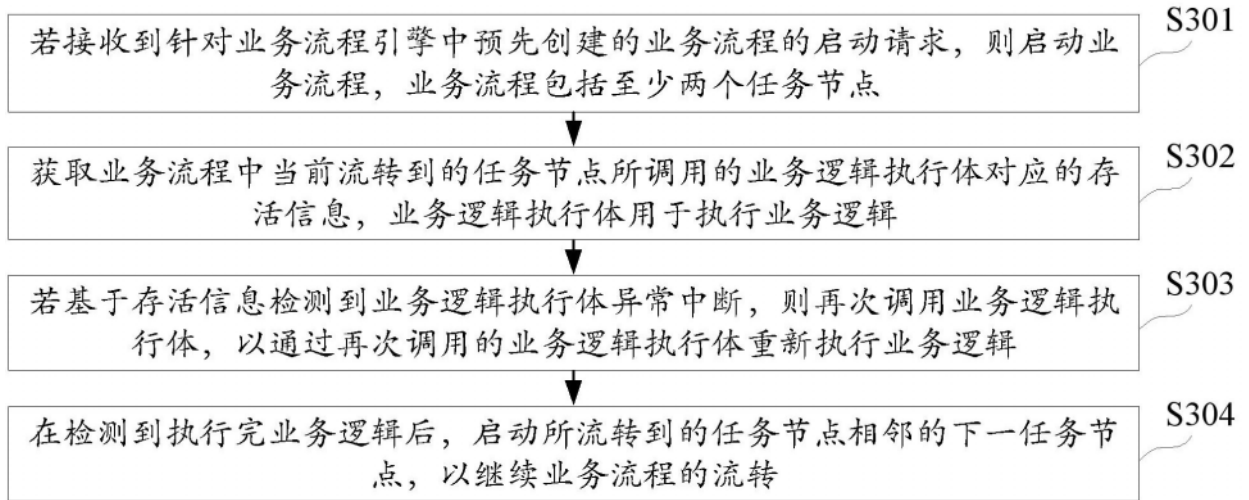 若接收到针对业务流程引擎中预先创建的业务流程的启动请求，则启动业
务流程，业务流程包括至少两个任务节点
S301
获取业务流程中当前流转到的任务节点所调用的业务逻辑执行体对应的存
活信息，业务逻辑执行体用于执行业务逻辑
S302
若基于存活信息检测到业务逻辑执行体异常中断，则再次调用业务逻辑执
行体，以通过再次调用的业务逻辑执行体重新执行业务逻辑
S303
在检测到执行完业务逻辑后，启动所流转到的任务节点相邻的下一任务节
点，以继续业务流程的流转
S304